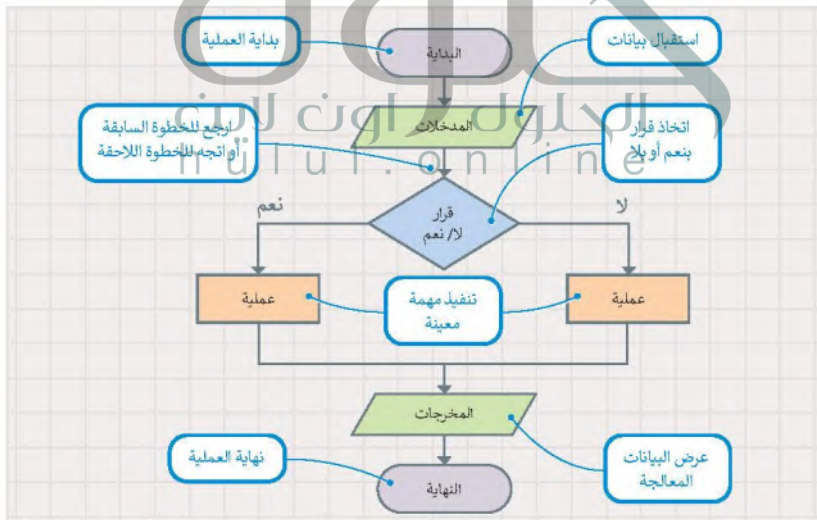 استقبال بيانات
البداية
بداية العملية
حلول
الحلول اون لاين
hulul.online
المدخلات
اتخاذ قرار
بنعم أو بلا
ارجع للخطوة السابقة
أو اتجه للخطوة اللاحقة
قرار
لا/ نعم
لا
نعم
عملية
تنفيذ مهمة
معينة
عملية
المخرجات
عرض البيانات
المعالجة
نهاية العملية
النهاية